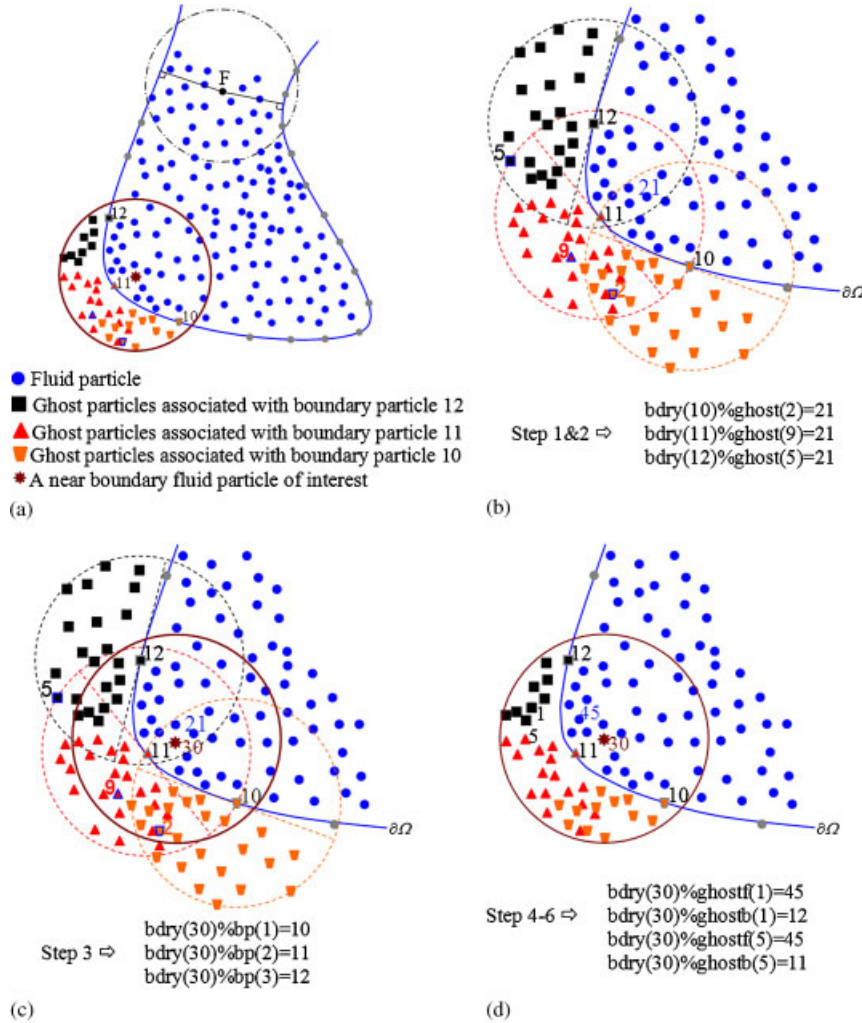 F
12
11
10
Fluid particle
Ghost particles associated with boundary particle 12
Ghost particles associated with boundary particle 11
Ghost particles associated with boundary particle 10
A near boundary fluid particle of interest
(a)
12
5
21
11
9
10
2
∂Ω
Step 1&2 ⇨
bdry(10)%ghost(2)=21
bdry(11)%ghost(9)=21
bdry(12)%ghost(5)=21
(b)
12
5
21
11
30
9
10
2
∂Ω
Step 3 ⇨
bdry(30)%bp(1)=10
bdry(30)%bp(2)=11
bdry(30)%bp(3)=12
(c)
12
1
45
5
11
30
10
∂Ω
Step 4-6 ⇨
bdry(30)%ghostf(1)=45
bdry(30)%ghostb(1)=12
bdry(30)%ghostf(5)=45
bdry(30)%ghostb(5)=11
(d)